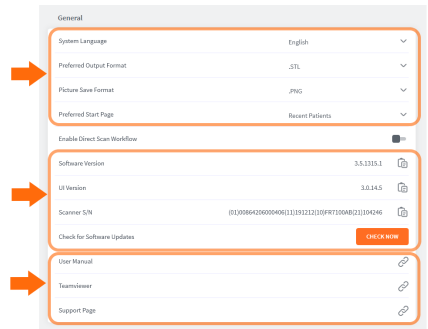 General
System Language English
Preferred Output Format .STL
Picture Save Format .PNG
Preferred Start Page Recent Patients
Enable Direct Scan Workflow
Software Version 3.5.1315.1
UI Version 3.0.14.5
Scanner S/N (01)00864206000406(11)191212(10)FRT100AB(21)104246
Check for Software Updates CHECK NOW
User Manual
Teamviewer
Support Page